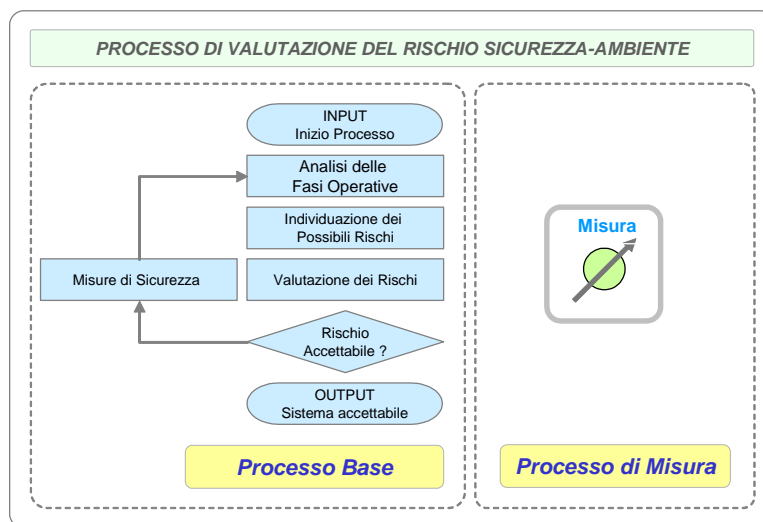 PROCESSO DI VALUTAZIONE DEL RISCHIO SICUREZZA-AMBIENTE
INPUT
Inizio Processo
Analisi delle
Fasi Operative
Individuazione dei
Possibili Rischi
Misure di Sicurezza
Valutazione dei Rischi
Rischio
Accettabile ?
OUTPUT
Sistema accettabile
Processo Base
Misura
Processo di Misura